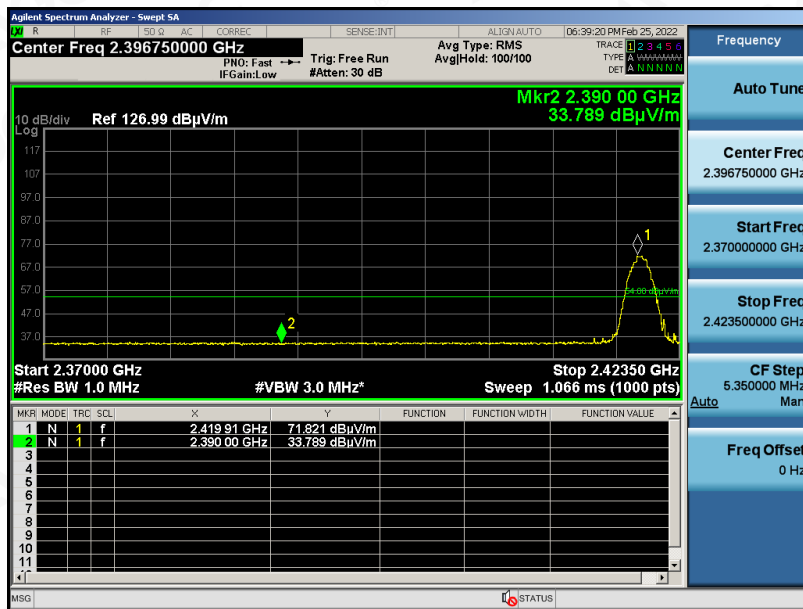 Agilent Spectrum Analyzer - Swept SA
LXI R RF 50 Ω AC CORREC SENSE:INT ALIGN AUTO 06:39:20 PM Feb 25, 2022
Center Freq 2.396750000 GHz
PNO: Fast
IFGain:Low
Trig: Free Run
#Atten: 30 dB
Avg Type: RMS
Avg|Hold: 100/100
TRACE 1 2 3 4 5 6
TYPE A WWWWW
DET A N N N N N
Mkr2 2.390 00 GHz
33.789 dBµV/m
10 dB/div Ref 126.99 dBµV/m
Log
117
107
97.0
87.0
77.0
67.0
57.0
47.0
37.0
1
54.00 dBµV/m
2
Start 2.37000 GHz Stop 2.42350 GHz
#Res BW 1.0 MHz #VBW 3.0 MHz* Sweep 1.066 ms (1000 pts)
MKR MODE TRC SCL X Y FUNCTION FUNCTION WIDTH FUNCTION VALUE
1 N 1 f 2.419 91 GHz 71.821 dBµV/m
2 N 1 f 2.390 00 GHz 33.789 dBµV/m
3
4
5
6
7
8
9
10
11
MSG STATUS
Frequency
Auto Tune
Center Freq
2.396750000 GHz
Start Freq
2.370000000 GHz
Stop Freq
2.423500000 GHz
CF Step
5.350000 MHz
Auto Man
Freq Offset
0 Hz